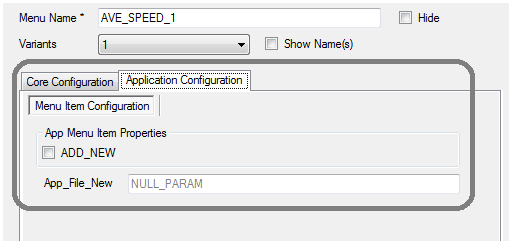 Menu Name * AVE_SPEED_1 Hide
Variants 1 Show Name(s)
Core Configuration Application Configuration
Menu Item Configuration
App Menu Item Properties
ADD_NEW
App_File_New NULL_PARAM